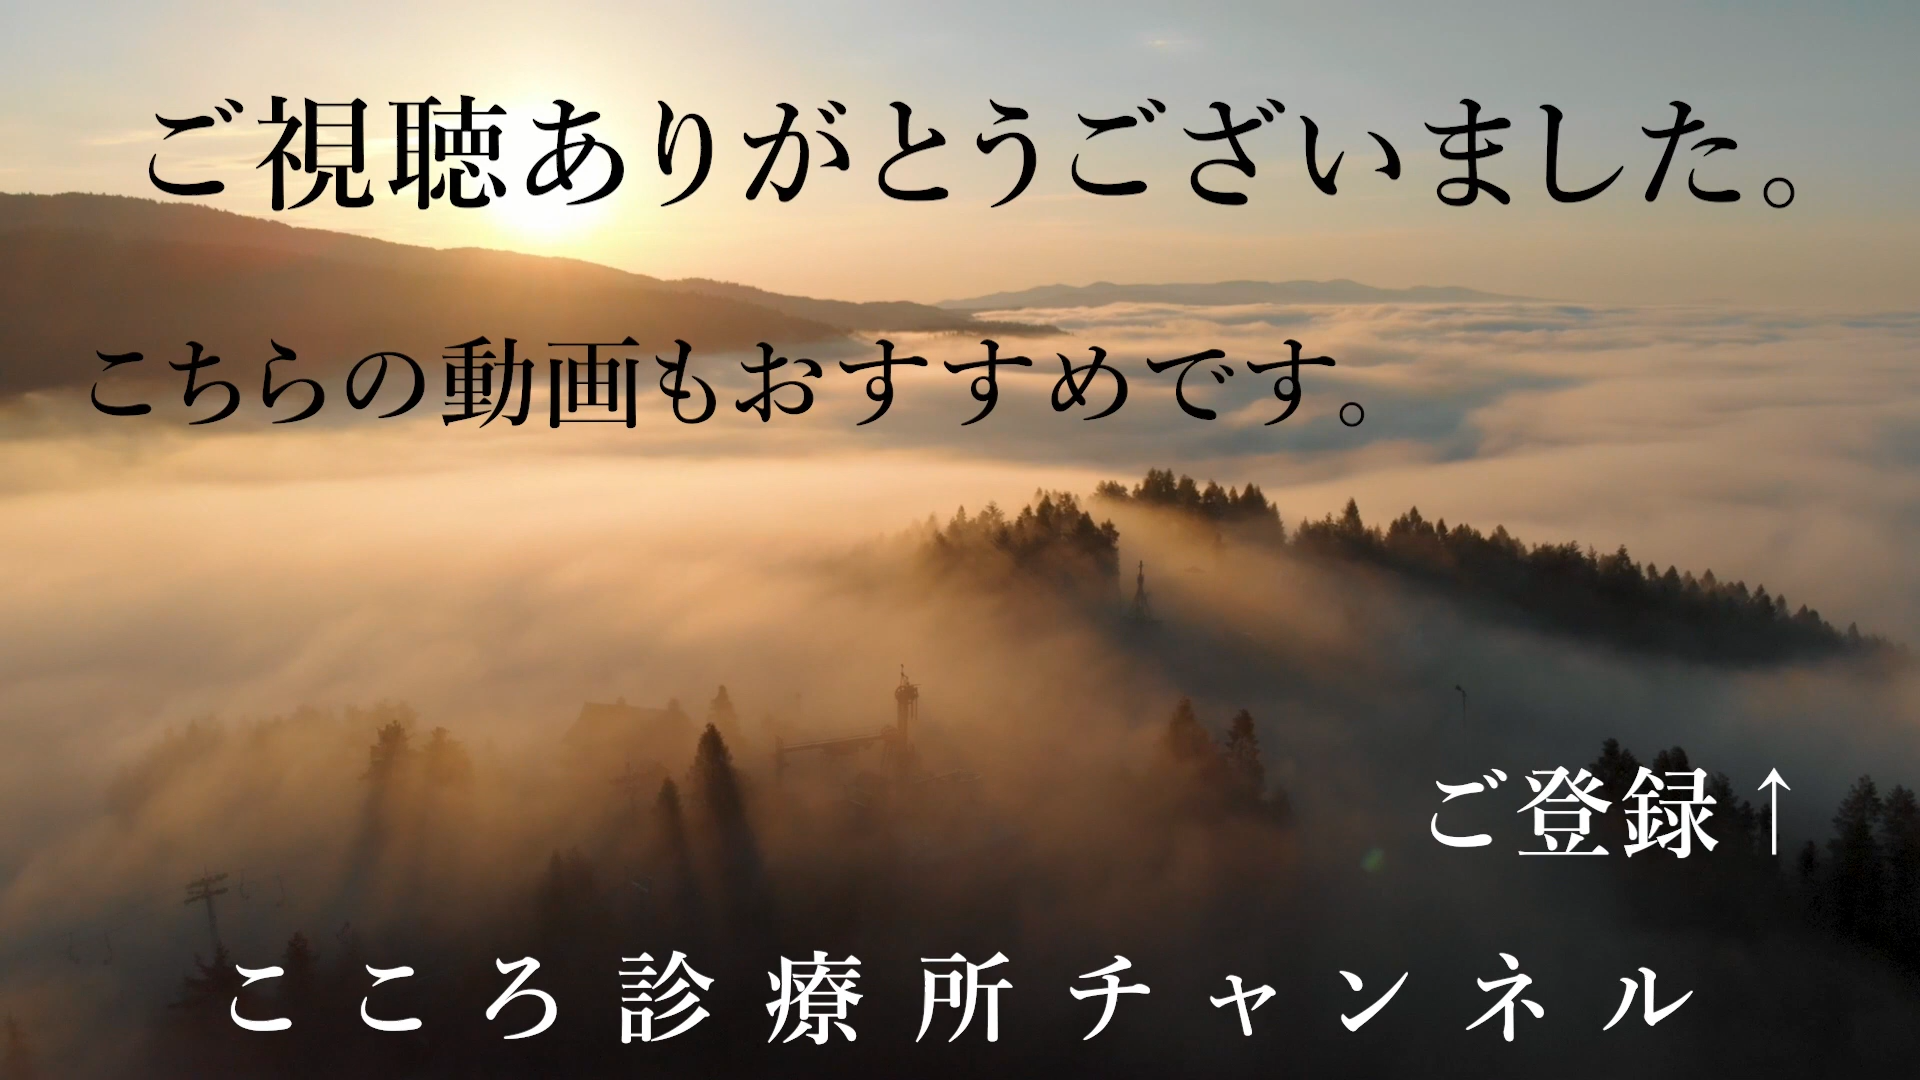 ご視聴ありがとうございました。
こちらの動画もおすすめです。
ご登録↑
こころ診療所チャンネル